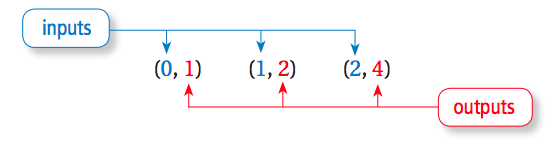 inputs
(0, 1) (1, 2) (2, 4)
outputs